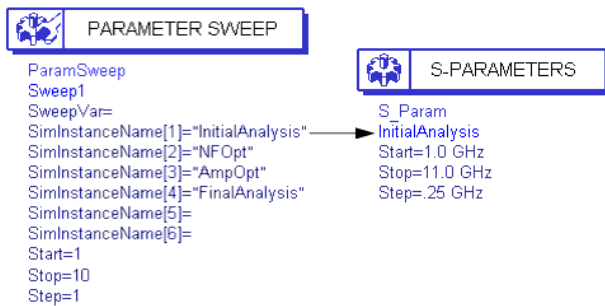 PARAMETER SWEEP
ParamSweep
Sweep1
SweepVar=
SimInstanceName[1]="InitialAnalysis"
SimInstanceName[2]="NFOpt"
SimInstanceName[3]="AmpOpt"
SimInstanceName[4]="FinalAnalysis"
SimInstanceName[5]=
SimInstanceName[6]=
Start=1
Stop=10
Step=1
S-PARAMETERS
S_Param
InitialAnalysis
Start=1.0 GHz
Stop=11.0 GHz
Step=.25 GHz